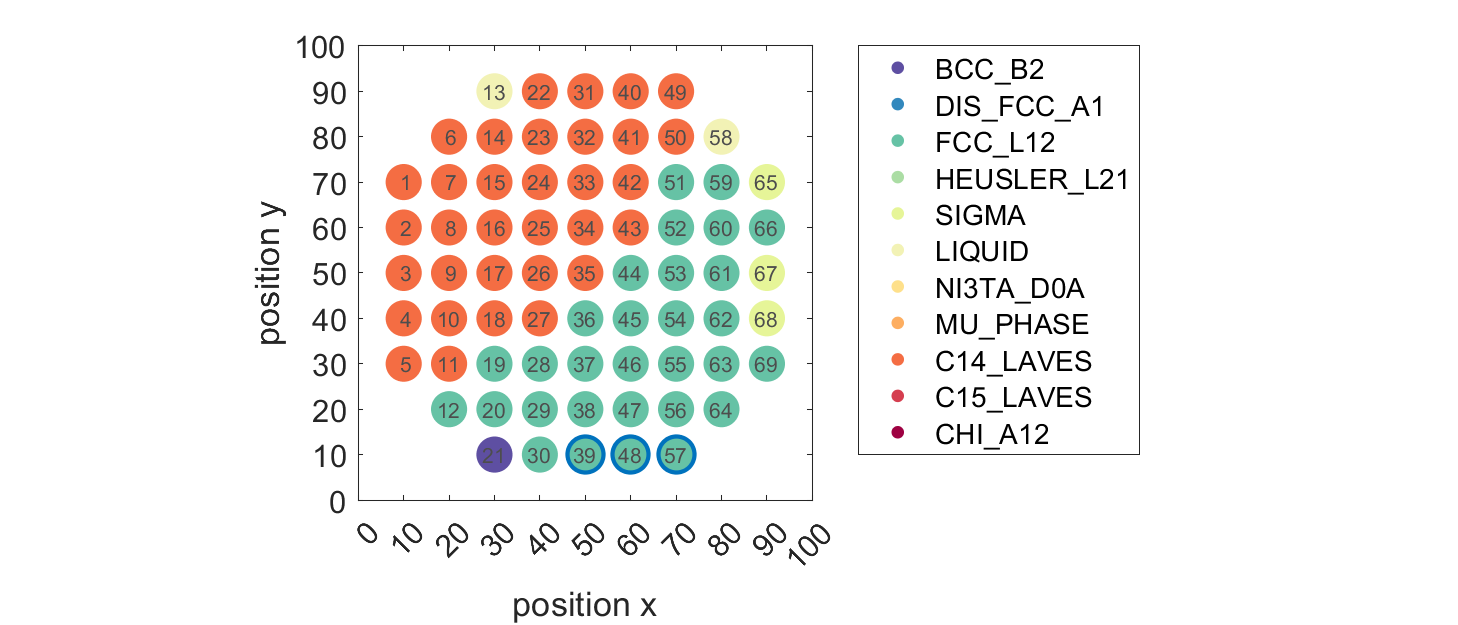 100
90
80
70
60
50
40
30
20
10
0
position y
13 22 31 40 49
6 14 23 32 41 50 58
1 7 15 24 33 42 51 59 65
2 8 16 25 34 43 52 60 66
3 9 17 26 35 44 53 61 67
4 10 18 27 36 45 54 62 68
5 11 19 28 37 46 55 63 69
12 20 29 38 47 56 64
21 30 39 48 57
0 10 20 30 40 50 60 70 80 90 100
position x
BCC_B2
DIS_FCC_A1
FCC_L12
HEUSLER_L21
SIGMA
LIQUID
NI3TA_D0A
MU_PHASE
C14_LAVES
C15_LAVES
CHI_A12